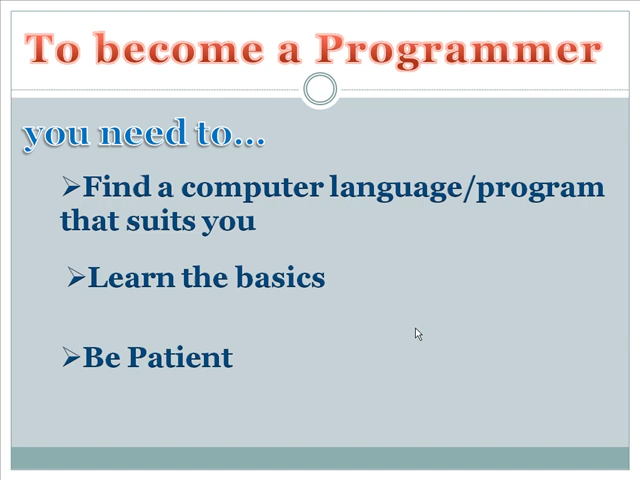 To become a Programmer
you need to...
➢Find a computer language/program
that suits you
➢Learn the basics
➢Be Patient